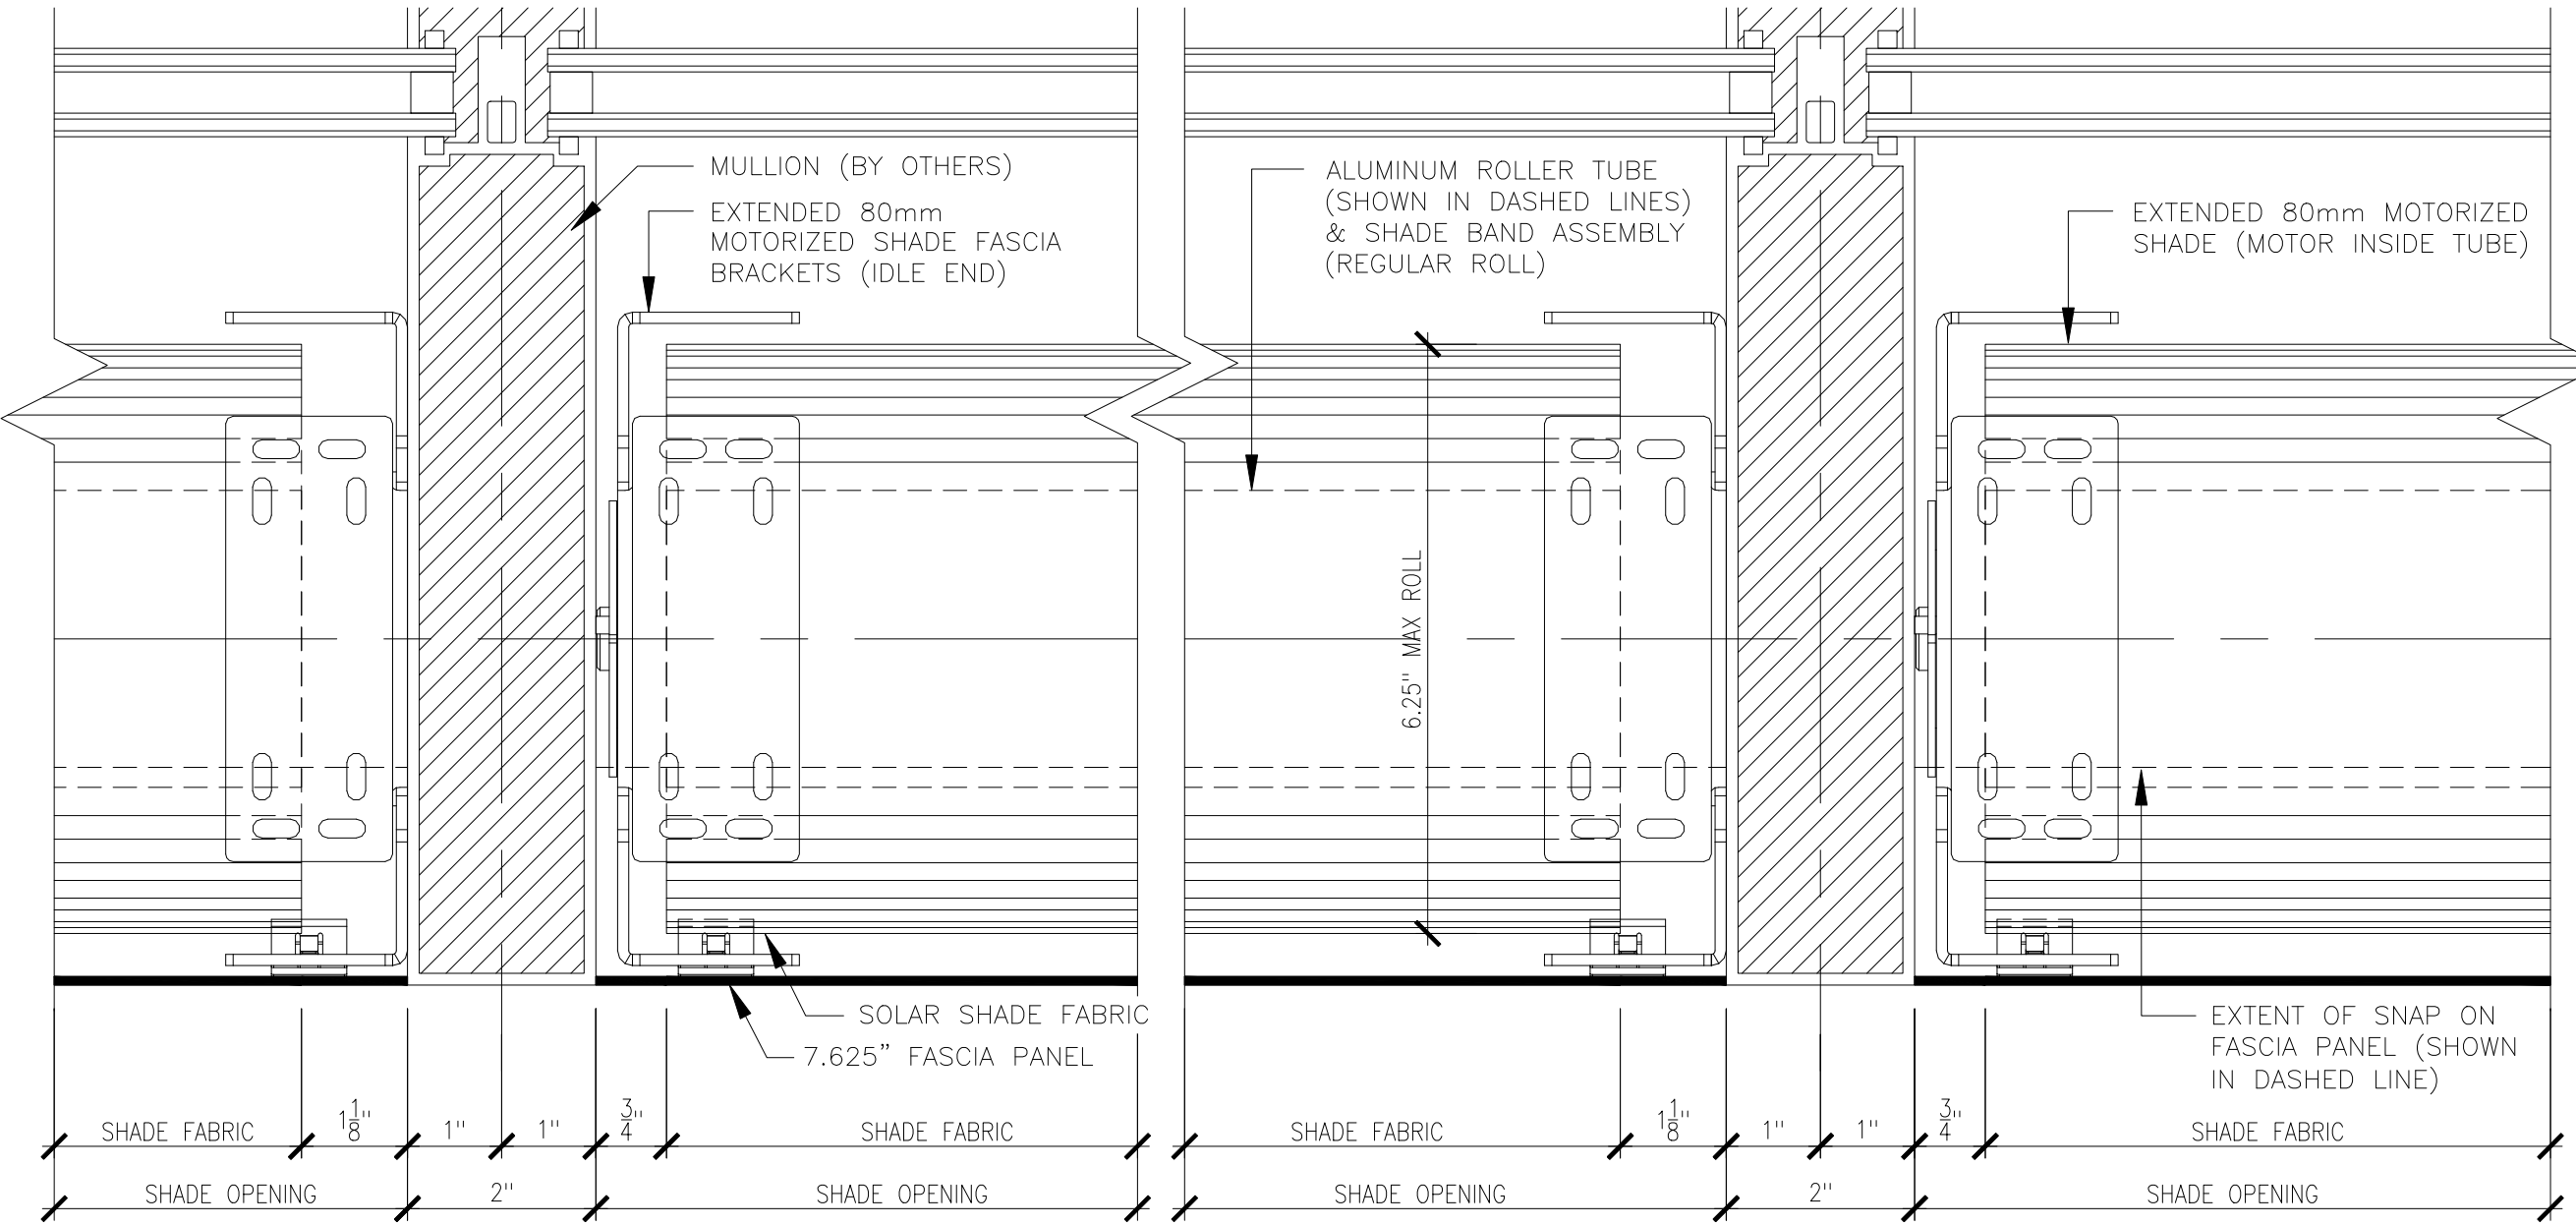 MULLION (BY OTHERS)
EXTENDED 80mm
MOTORIZED SHADE FASCIA
BRACKETS (IDLE END)
ALUMINUM ROLLER TUBE
(SHOWN IN DASHED LINES)
& SHADE BAND ASSEMBLY
(REGULAR ROLL)
EXTENDED 80mm MOTORIZED
SHADE (MOTOR INSIDE TUBE)
6.25" MAX ROLL
SOLAR SHADE FABRIC
7.625” FASCIA PANEL
EXTENT OF SNAP ON
FASCIA PANEL (SHOWN
IN DASHED LINE)
SHADE FABRIC 1 1/8" 1" 1" 3/4" SHADE FABRIC SHADE FABRIC 1 1/8" 1" 1" 3/4" SHADE FABRIC
SHADE OPENING 2" SHADE OPENING SHADE OPENING 2" SHADE OPENING